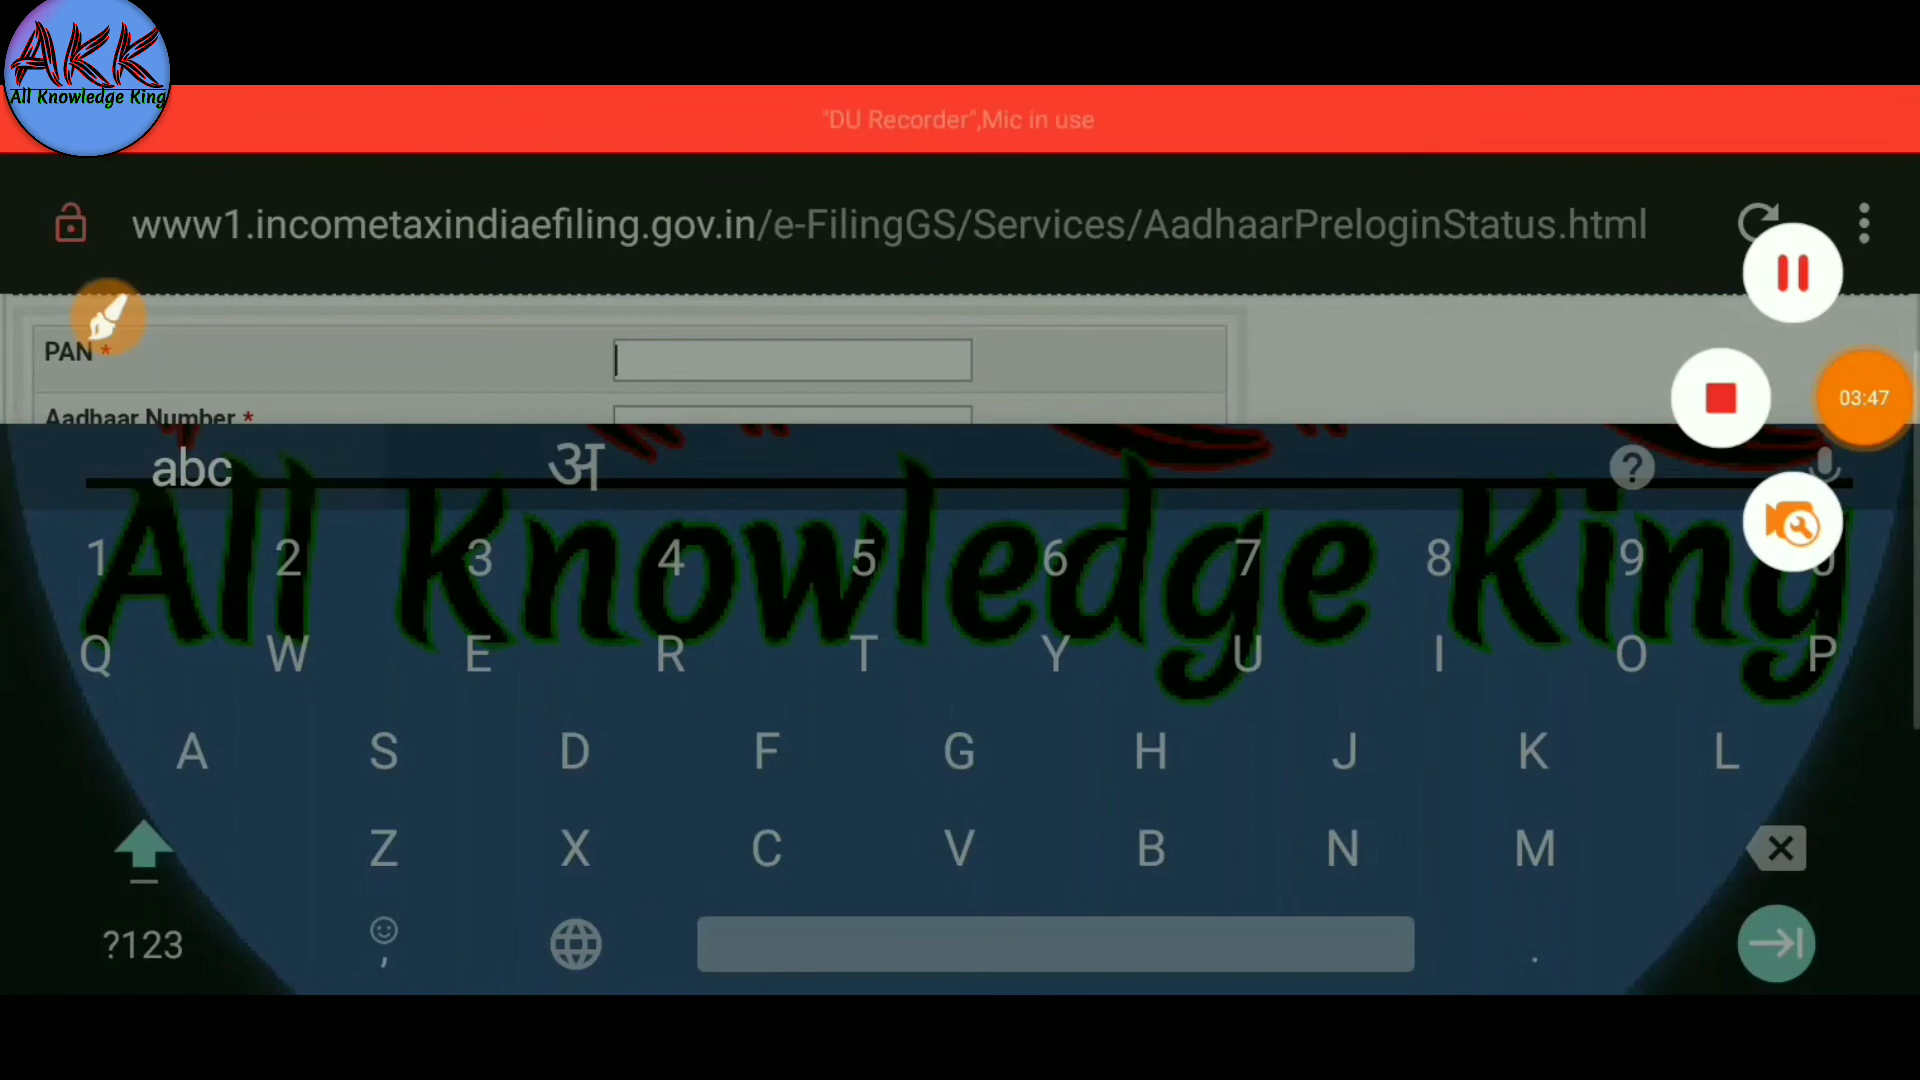 AKK
All Knowledge King
"DU Recorder",Mic in use
www1.incometaxindiaefiling.gov.in/e-FilingGS/Services/AadhaarPreloginStatus.html
PAN *
03:47
Aadhaar Number *
abc अ ?
All Knowledge King
1 2 3 4 5 6 7 8 9 0
Q W E R T Y U I O P
A S D F G H J K L
Z X C V B N M
?123 , .